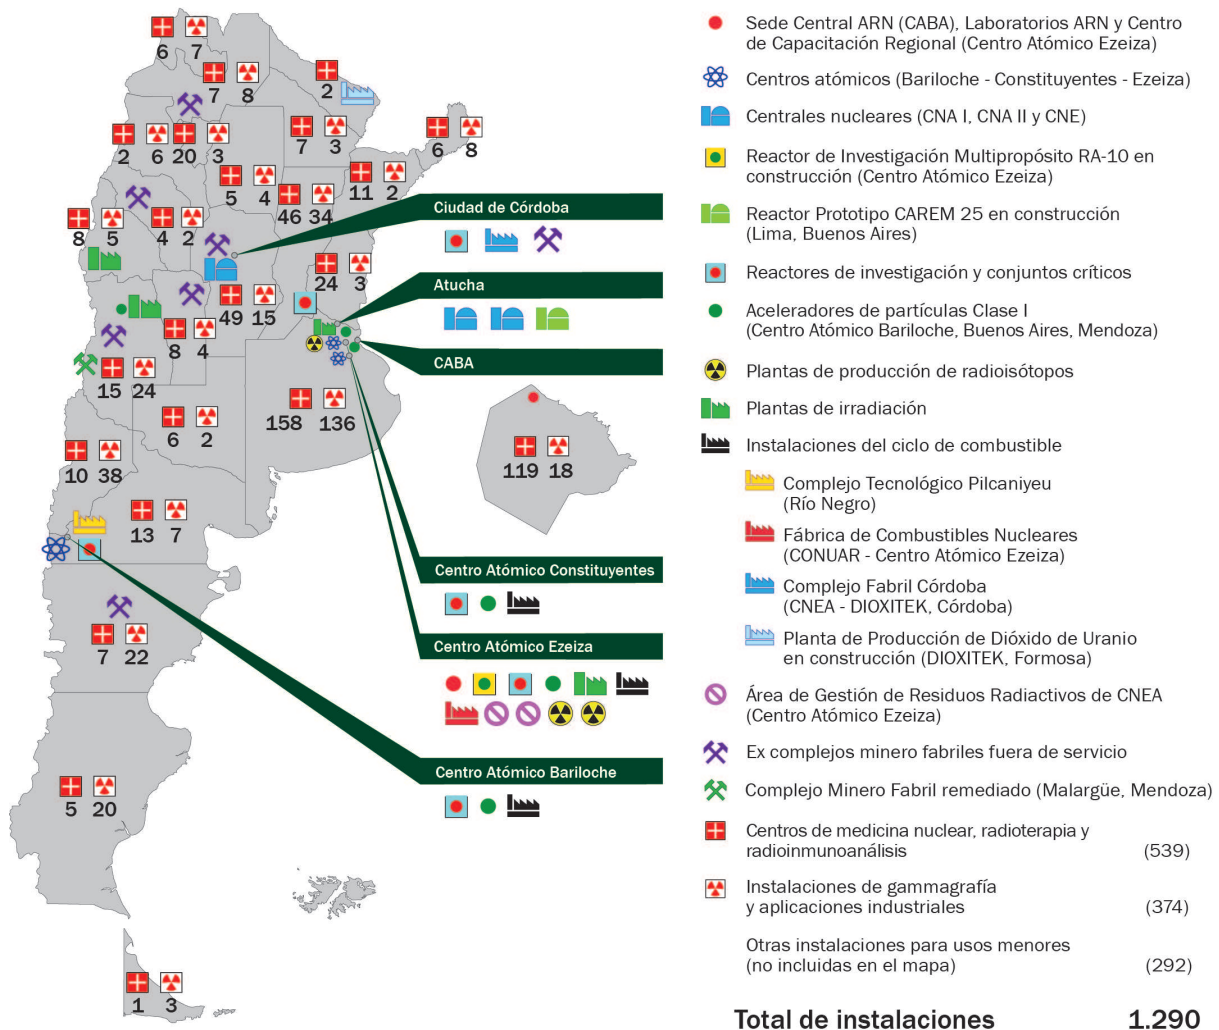 6 7
7 8
2
2 6 20 3
7 3
6 8
5 4
46 34
11 2
8 5
4 2
24 3
49 15
8 4
15 24
158 136
6 2
10 38
13 7
7 22
5 20
1 3
Ciudad de Córdoba
Atucha
CABA
119 18
Centro Atómico Constituyentes
Centro Atómico Ezeiza
Centro Atómico Bariloche
Sede Central ARN (CABA), Laboratorios ARN y Centro
de Capacitación Regional (Centro Atómico Ezeiza)
Centros atómicos (Bariloche - Constituyentes - Ezeiza)
Centrales nucleares (CNA I, CNA II y CNE)
Reactor de Investigación Multipropósito RA-10 en
construcción (Centro Atómico Ezeiza)
Reactor Prototipo CAREM 25 en construcción
(Lima, Buenos Aires)
Reactores de investigación y conjuntos críticos
Aceleradores de partículas Clase I
(Centro Atómico Bariloche, Buenos Aires, Mendoza)
Plantas de producción de radioisótopos
Plantas de irradiación
Instalaciones del ciclo de combustible
Complejo Tecnológico Pilcaniyeu
(Río Negro)
Fábrica de Combustibles Nucleares
(CONUAR - Centro Atómico Ezeiza)
Complejo Fabril Córdoba
(CNEA - DIOXITEK, Córdoba)
Planta de Producción de Dióxido de Uranio
en construcción (DIOXITEK, Formosa)
Área de Gestión de Residuos Radiactivos de CNEA
(Centro Atómico Ezeiza)
Ex complejos minero fabriles fuera de servicio
Complejo Minero Fabril remediado (Malargüe, Mendoza)
Centros de medicina nuclear, radioterapia y
radioinmunoanálisis (539)
Instalaciones de gammagrafía
y aplicaciones industriales (374)
Otras instalaciones para usos menores
(no incluidas en el mapa) (292)
Total de instalaciones 1.290